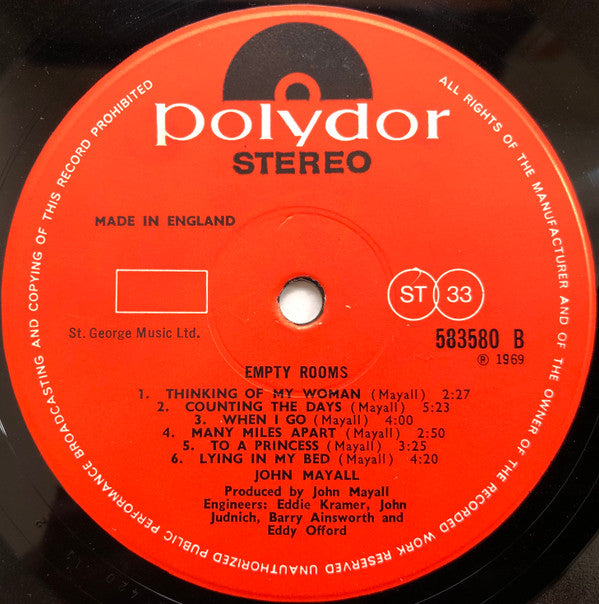 polydor
STEREO
MADE IN ENGLAND
ST 33
St. George Music Ltd.
583580 B
℗ 1969
EMPTY ROOMS
1. THINKING OF MY WOMAN (Mayall) 2:27
2. COUNTING THE DAYS (Mayall) 5:23
3. WHEN I GO (Mayall) 4:00
4. MANY MILES APART (Mayall) 2:50
5. TO A PRINCESS (Mayall) 3:25
6. LYING IN MY BED (Mayall) 4:20
JOHN MAYALL
Produced by John Mayall
Engineers: Eddie Kramer, John
Judnich, Barry Ainsworth and
Eddy Offord
ALL RIGHTS OF THE MANUFACTURER AND OF THE OWNER OF THE RECORDED WORK RESERVED UNAUTHORIZED PUBLIC PERFORMANCE BROADCASTING AND COPYING OF THIS RECORD PROHIBITED